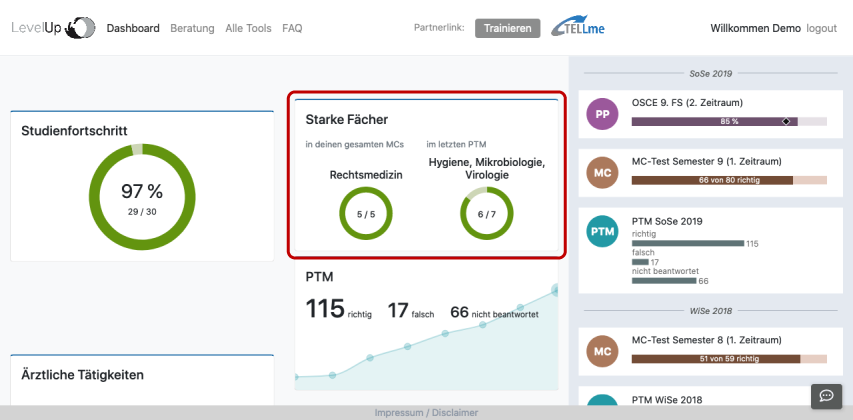 LevelUp Dashboard Beratung Alle Tools FAQ Partnerlink: Trainieren TELLme Willkommen Demo logout
Studienfortschritt
97 %
29 / 30
Ärztliche Tätigkeiten
Starke Fächer
in deinen gesamten MCs
Rechtsmedizin
5 / 5
im letzten PTM
Hygiene, Mikrobiologie,
Virologie
6 / 7
PTM
115 richtig 17 falsch 66 nicht beantwortet
SoSe 2019
PP
OSCE 9. FS (2. Zeitraum)
85 %
MC
MC-Test Semester 9 (1. Zeitraum)
66 von 80 richtig
PTM
PTM SoSe 2019
richtig
115
falsch
17
nicht beantwortet
66
WiSe 2018
MC
MC-Test Semester 8 (1. Zeitraum)
51 von 59 richtig
PTM WiSe 2018
Impressum / Disclaimer